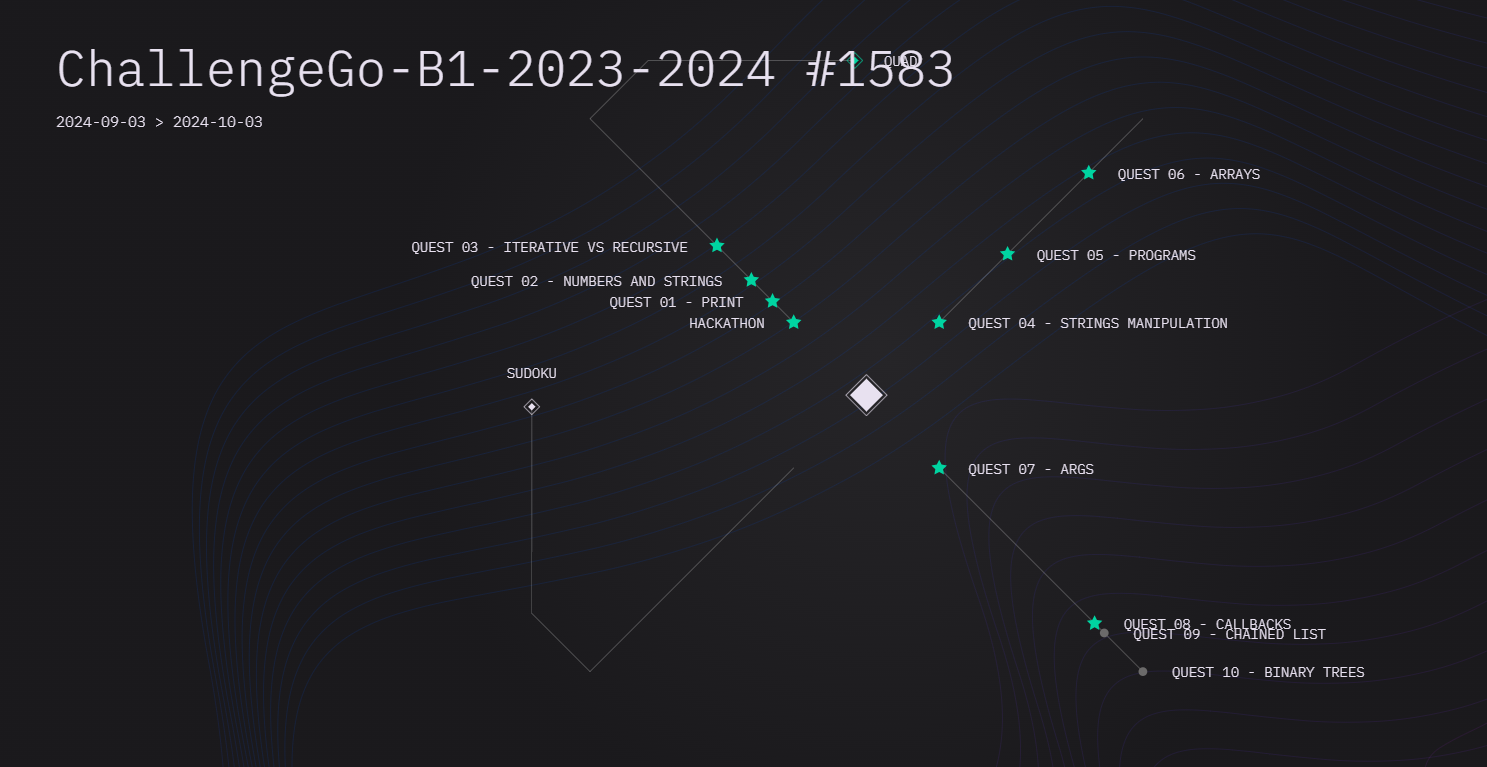 ChallengeGo-B1-2023-2024 #1583
QUAD
2024-09-03 > 2024-10-03
QUEST 06 - ARRAYS
QUEST 03 - ITERATIVE VS RECURSIVE
QUEST 05 - PROGRAMS
QUEST 02 - NUMBERS AND STRINGS
QUEST 01 - PRINT
HACKATHON
QUEST 04 - STRINGS MANIPULATION
SUDOKU
QUEST 07 - ARGS
QUEST 08 - CALLBACKS
QUEST 09 - CHAINED LIST
QUEST 10 - BINARY TREES